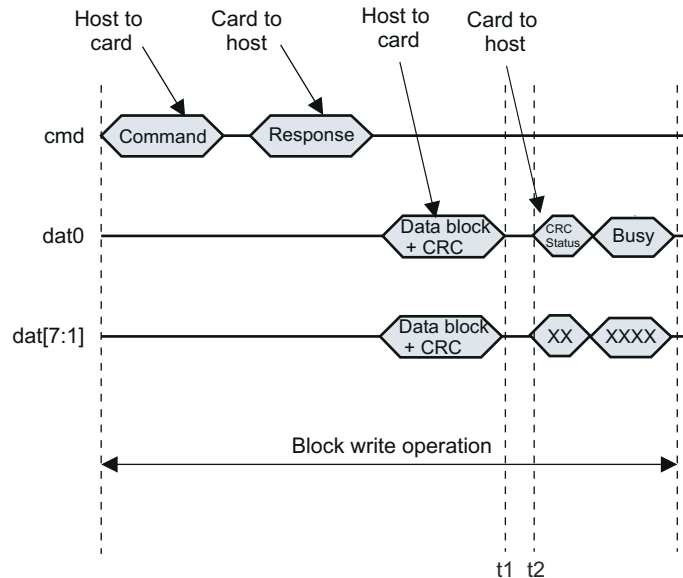 Host to
card
Card to
host
Host to
card
Card to
host
cmd
Command
Response
dat0
Data block
+ CRC
CRC
Status
Busy
dat[7:1]
Data block
+ CRC
XX
XXXX
Block write operation
t1
t2